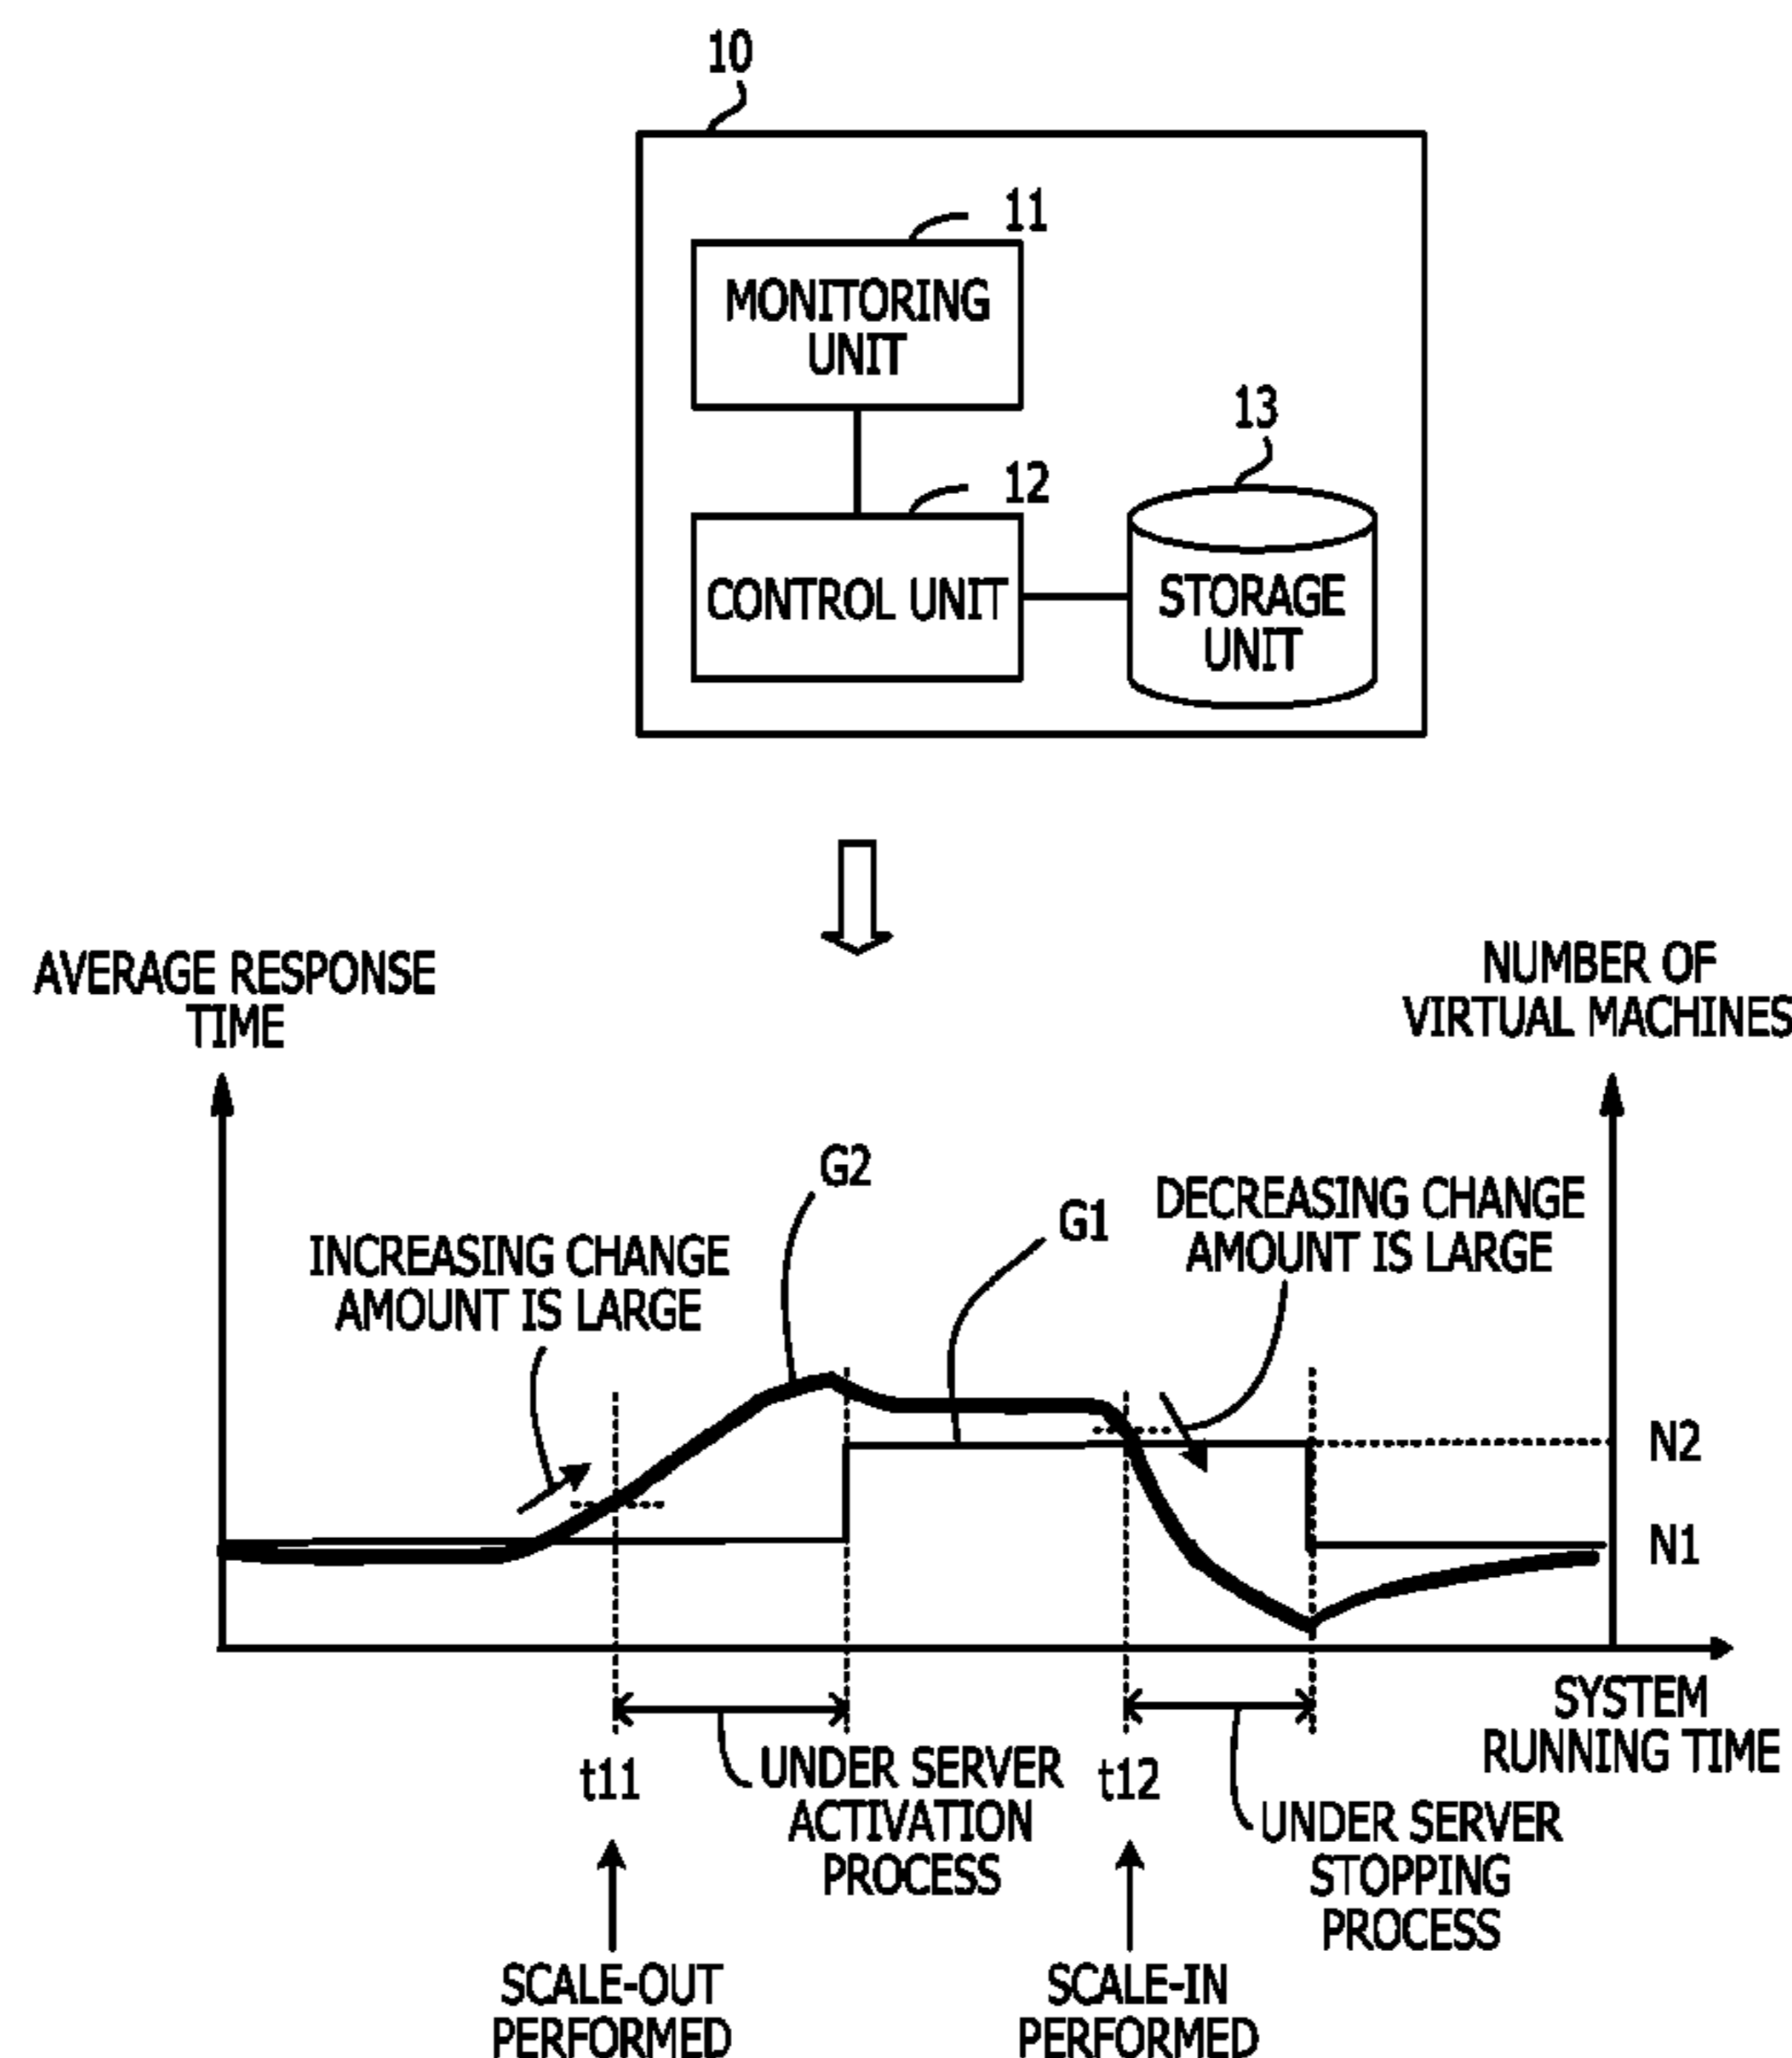 10
11
MONITORING
UNIT
13
12
CONTROL UNIT
STORAGE
UNIT
AVERAGE RESPONSE
TIME
NUMBER OF
VIRTUAL MACHINES
G2
G1
DECREASING CHANGE
AMOUNT IS LARGE
INCREASING CHANGE
AMOUNT IS LARGE
N2
N1
SYSTEM
RUNNING TIME
t11
UNDER SERVER
ACTIVATION
PROCESS
t12
UNDER SERVER
STOPPING
PROCESS
SCALE-OUT
PERFORMED
SCALE-IN
PERFORMED